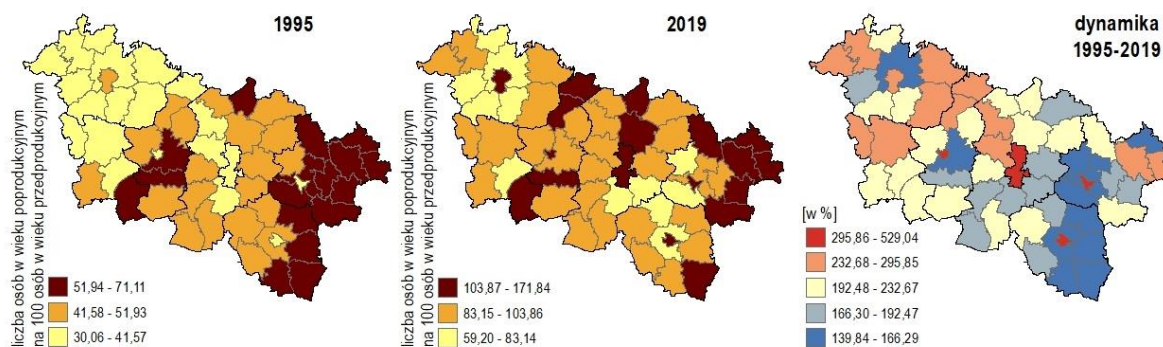 1995
liczba osób w wieku poprodukcyjnym
na 100 osób w wieku przedprodukcyjnym
51,94 - 71,11
41,58 - 51,93
30,06 - 41,57
2019
liczba osób w wieku poprodukcyjnym
na 100 osób w wieku przedprodukcyjnym
103,87 - 171,84
83,15 - 103,86
59,20 - 83,14
dynamika
1995-2019
[w %]
295,86 - 529,04
232,68 - 295,85
192,48 - 232,67
166,30 - 192,47
139,84 - 166,29